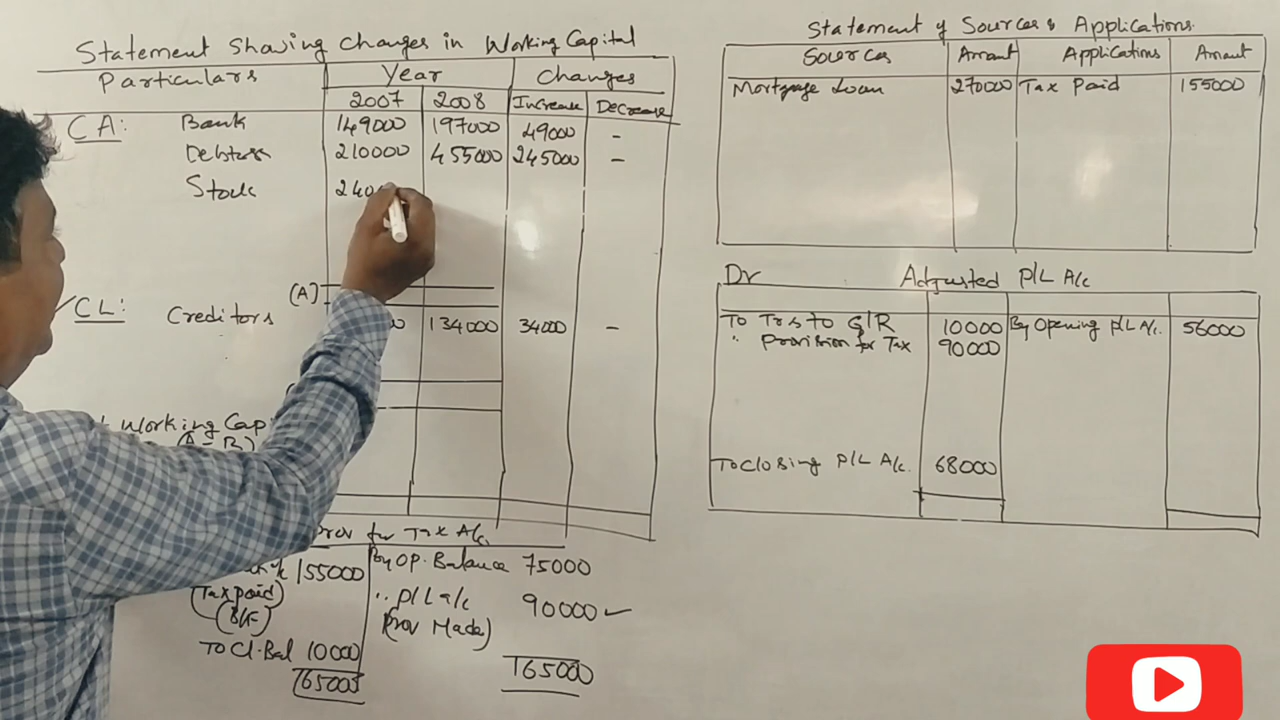 Statement Showing Changes in Working Capital
Particulars Year Changes
2007 2008 Increase Decrease
CA: Bank 149000 197000 49000 -
Debtors 210000 455000 245000 -
Stock 240
(A)
CL: Creditors 134000 34000 -
Working Cap
(A-B)
Prov for Tax A/c
155000 By Op. Balance 75000
(Tax paid) " P/L a/c 90000
(B/F) (Prov Made)
To Cl. Bal 10000
165000 165000
Statement of Sources & Applications.
Sources Amount Applications Amount
Mortgage Loan 270000 Tax Paid 155000
Dr Adjusted P/L A/c
To Trs to G/R 10000 By Opening P/L A/c. 56000
" Provision for Tax 90000
To Closing P/L A/c. 68000